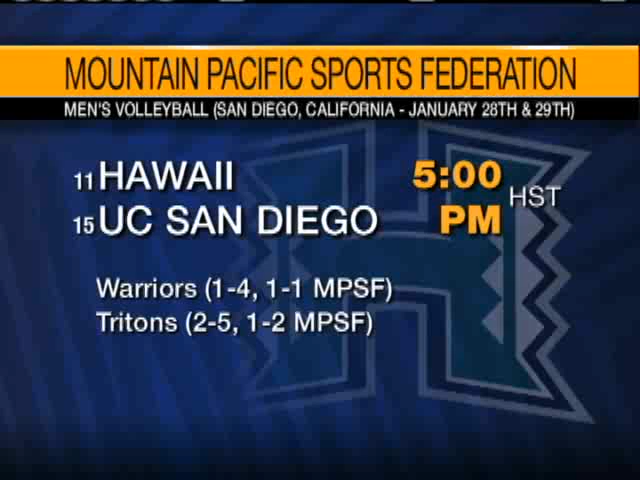 MOUNTAIN PACIFIC SPORTS FEDERATION
MEN'S VOLLEYBALL (SAN DIEGO, CALIFORNIA - JANUARY 28TH & 29TH)
11 HAWAII 5:00
15 UC SAN DIEGO PM HST
Warriors (1-4, 1-1 MPSF)
Tritons (2-5, 1-2 MPSF)